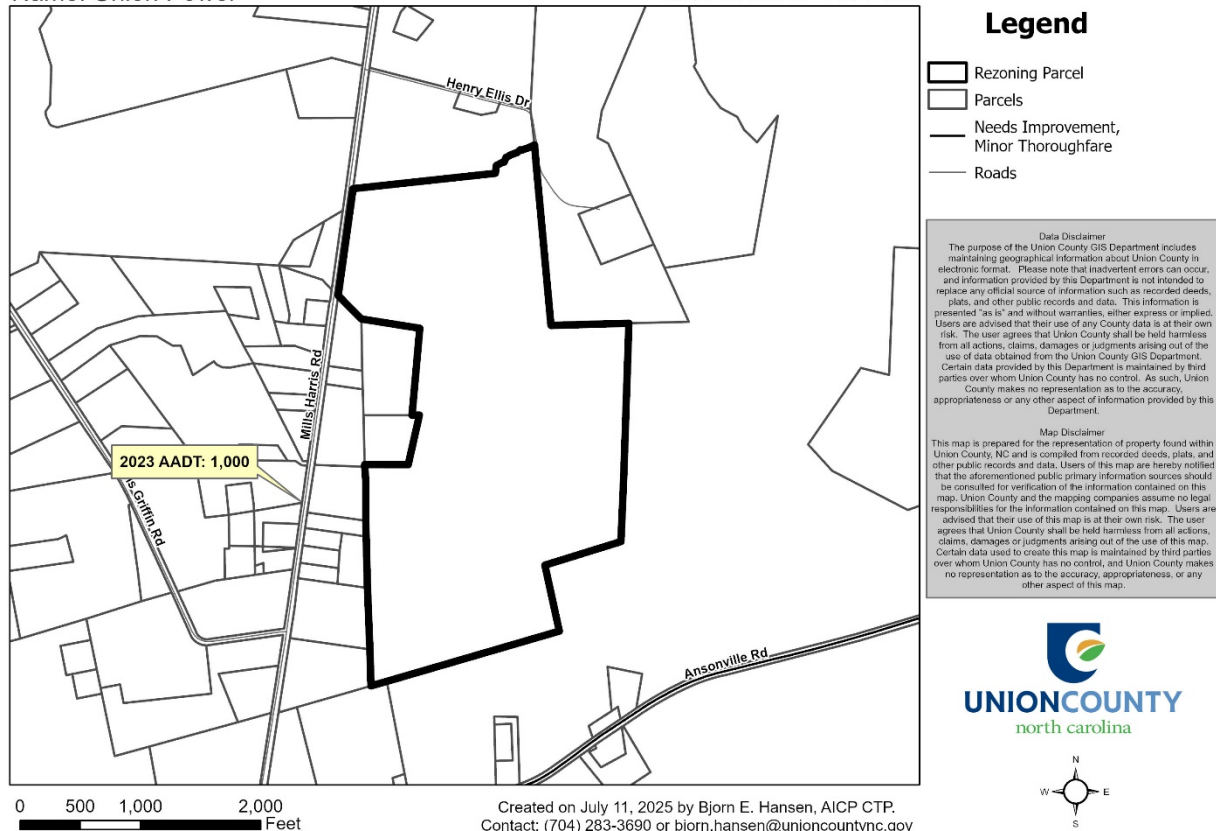 Legend
Rezoning Parcel
Parcels
Needs Improvement,
Minor Thoroughfare
Roads
Henry Ellis Dr
Mills Harris Rd
2023 AADT: 1,000
Griffin Rd
Ansonville Rd
Data Disclaimer
The purpose of the Union County GIS Department includes
maintaining geographical information about Union County in
electronic format. Please note that inadvertent errors can occur,
and information provided by this Department is not intended to
replace any official source of information such as recorded deeds,
plats, and other public records and data. This information is
presented "as is" and without warranties, either express or implied.
Users are advised that their use of any County data is at their own
risk. The user agrees that Union County shall be held harmless
from all actions, claims, damages or judgments arising out of the
use of data obtained from the Union County GIS Department.
Certain data provided by this Department is maintained by third
parties over whom Union County has no control. As such, Union
County makes no representation as to the accuracy,
appropriateness or any other aspect of information provided by this
Department.
Map Disclaimer
This map is prepared for the representation of property found within
Union County, NC and is compiled from recorded deeds, plats, and
other public records and data. Users of this map are hereby notified
that the aforementioned public primary information sources should
be consulted for verification of the information contained on this
map. Union County and the mapping companies assume no legal
responsibilities for the information contained on this map. Users are
advised that their use of this map is at their own risk. The user
agrees that Union County shall be held harmless from all actions,
claims, damages or judgments arising out of the use of this map.
Certain data used to create this map is maintained by third parties
over whom Union County has no control, and Union County makes
no representation as to the accuracy, appropriateness, or any
other aspect of this map.
UNIONCOUNTY
north carolina
N
W E
S
0 500 1,000 2,000
Feet
Created on July 11, 2025 by Bjorn E. Hansen, AICP CTP.
Contact: (704) 283-3690 or bjorn.hansen@unioncountync.gov